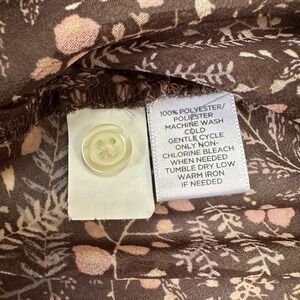 100% POLYESTER/
POLIESTER
MACHINE WASH
COLD
GENTLE CYCLE
ONLY NON-
CHLORINE BLEACH
WHEN NEEDED
TUMBLE DRY LOW
WARM IRON
IF NEEDED